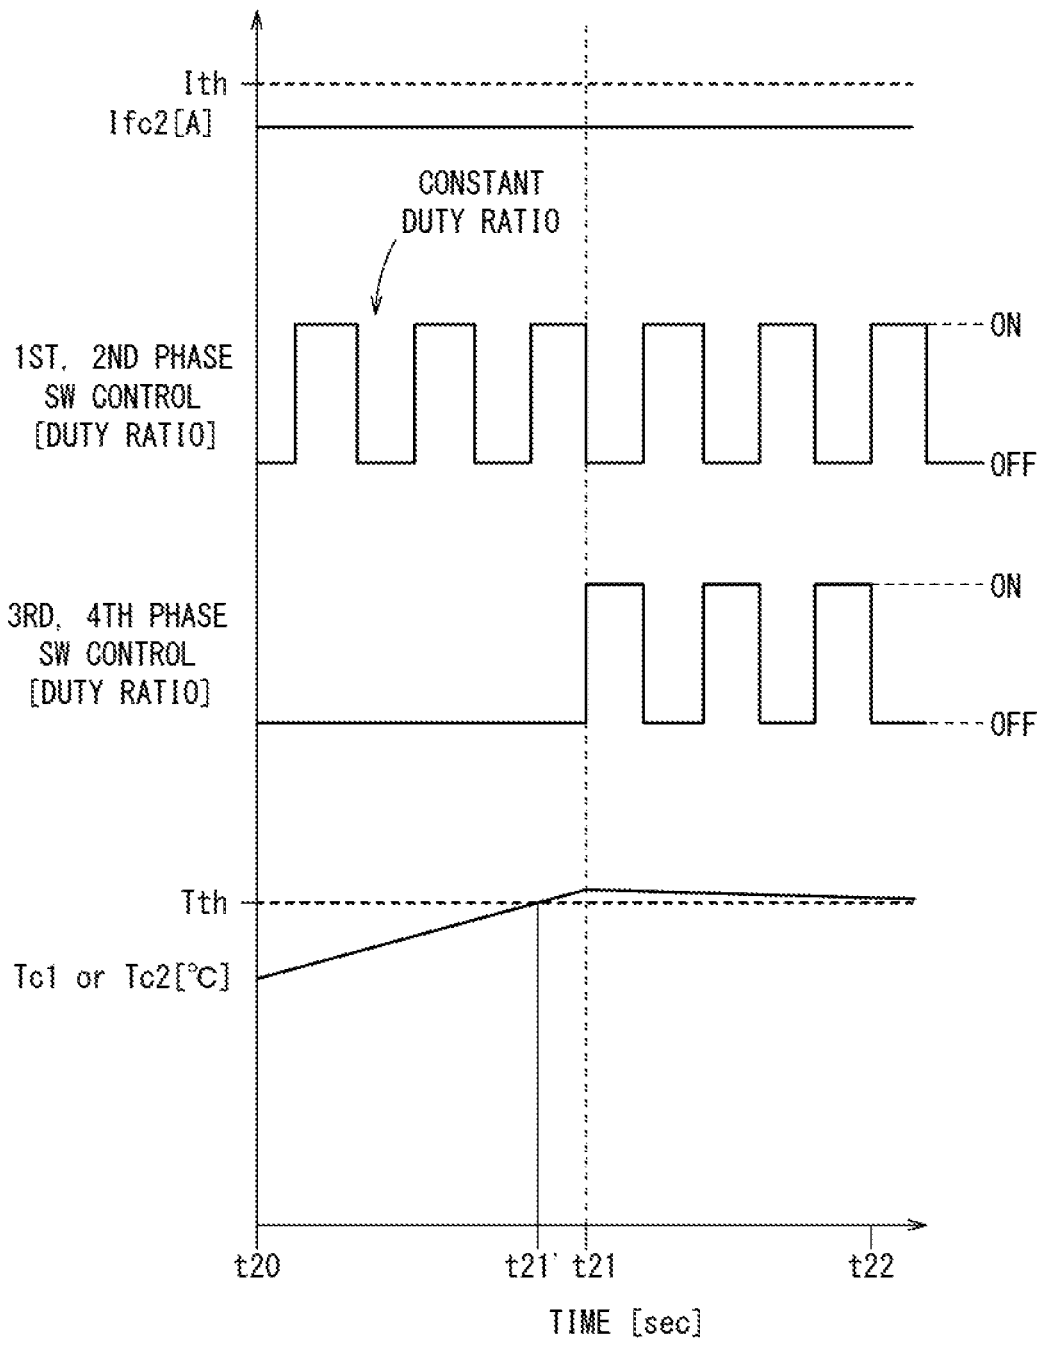 Ith
Ifc2[A]
CONSTANT
DUTY RATIO
1ST, 2ND PHASE
SW CONTROL
[DUTY RATIO]
ON
OFF
3RD, 4TH PHASE
SW CONTROL
[DUTY RATIO]
ON
OFF
Tth
Tc1 or Tc2[℃]
t20
t21'
t21
t22
TIME [sec]